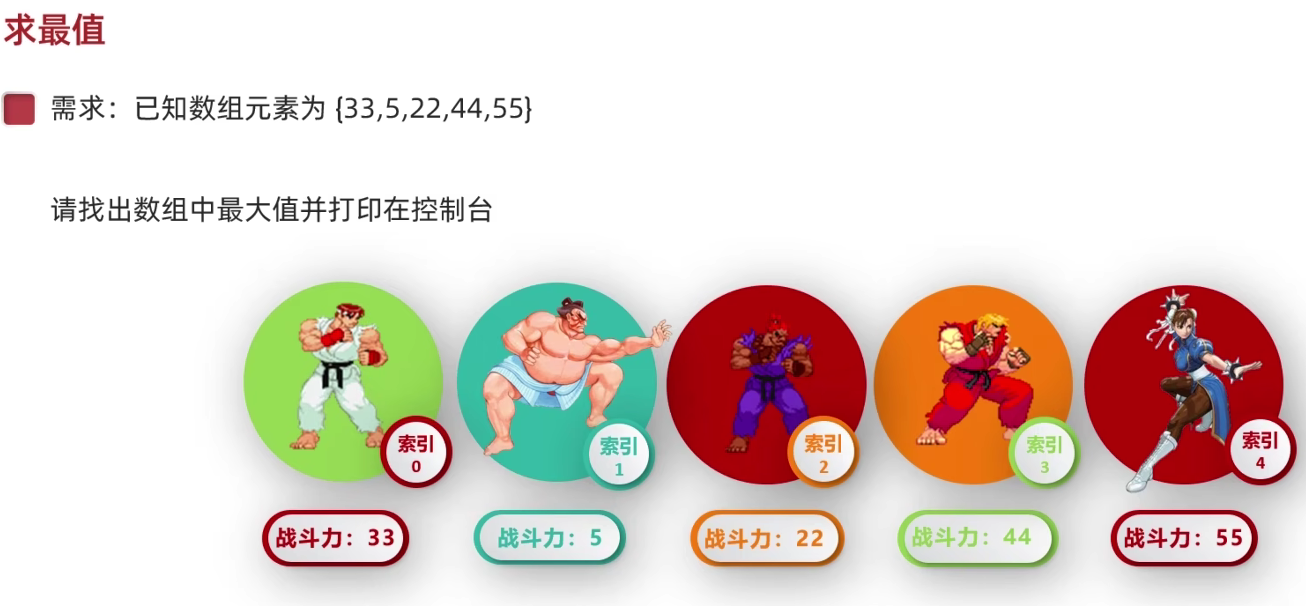 求最值
需求：已知数组元素为 {33,5,22,44,55}
请找出数组中最大值并打印在控制台
索引
0
索引
1
索引
2
索引
3
索引
4
战斗力：33
战斗力：5
战斗力：22
战斗力：44
战斗力：55